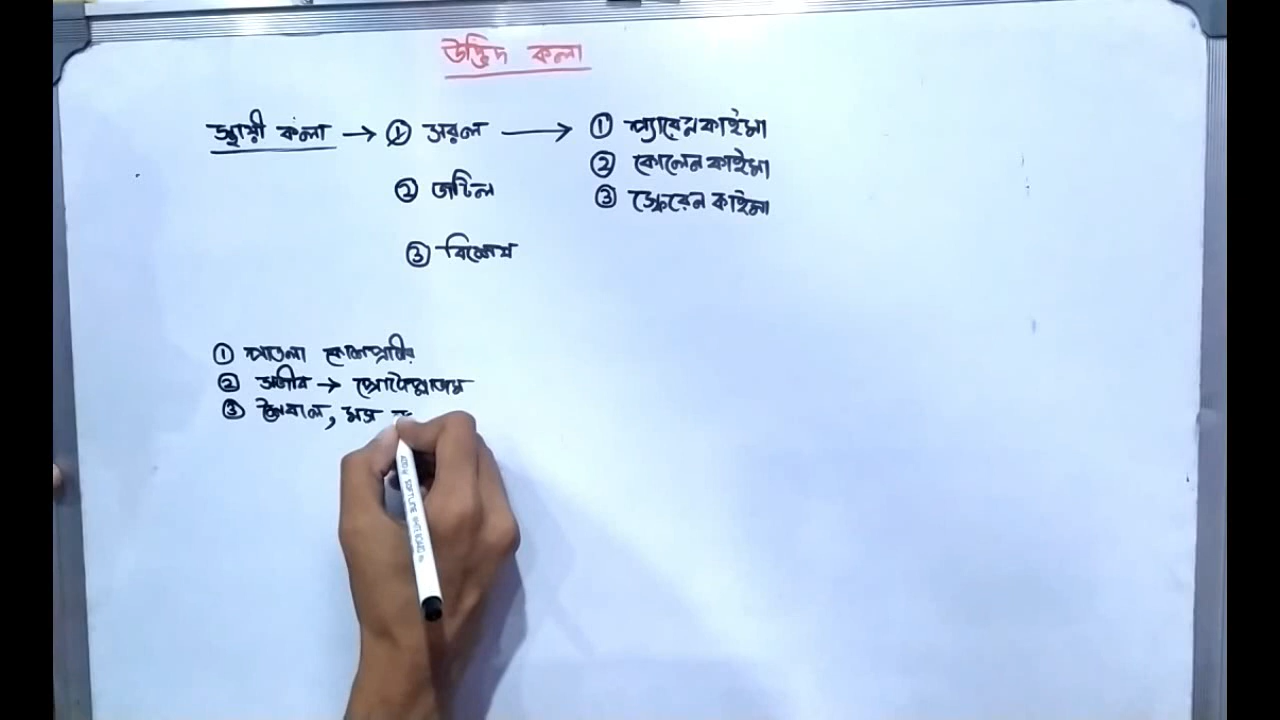 উদ্ভিদ কলা
স্থায়ী কলা → ① সরল → ① প্যারেনকাইমা
② কোলেনকাইমা
② জটিল ③ স্ক্লেরেনকাইমা
③ বিশেষ
① পাতলা কোষপ্রাচীর
② সজীব → প্রোটোপ্লাজম
③ শৈবাল, মস